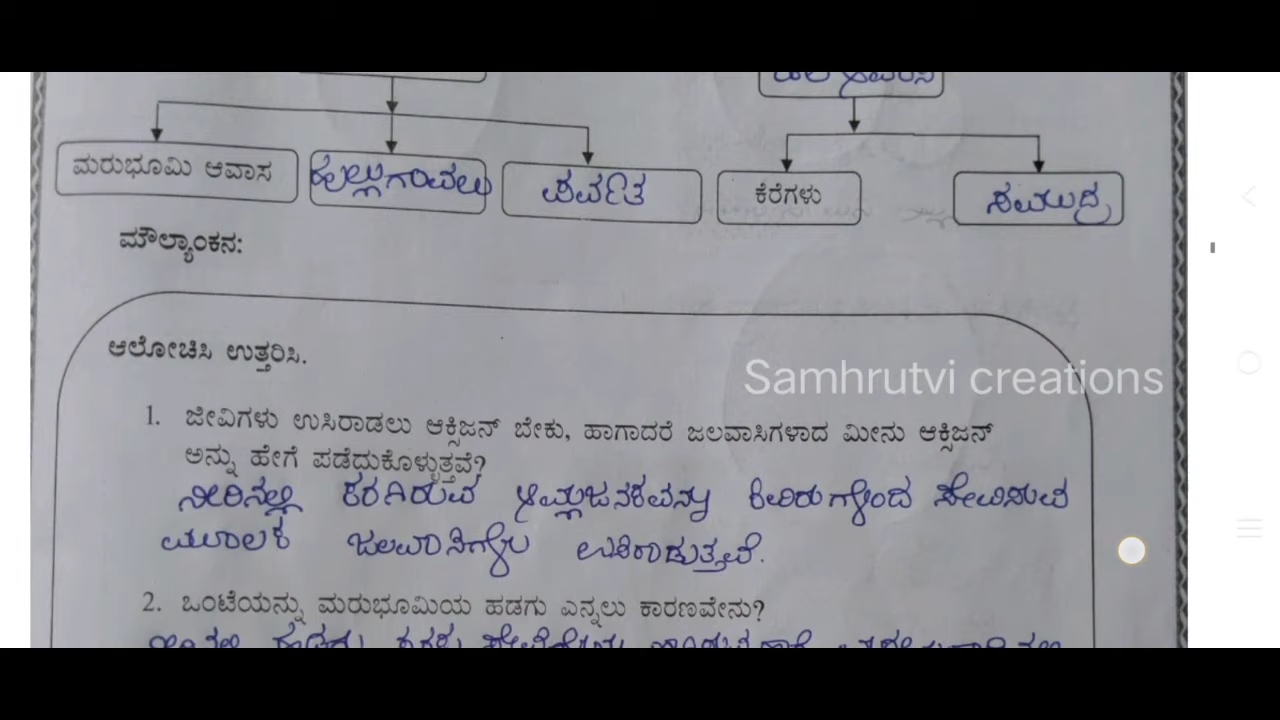 ಮರುಭೂಮಿ ಆವಾಸ ಹುಲ್ಲುಗಾವಲು ಪರ್ವತ ಕೆರೆಗಳು ಸಮುದ್ರ
ಮೌಲ್ಯಾಂಕನ:
ಆಲೋಚಿಸಿ ಉತ್ತರಿಸಿ.
Samhrutvi creations
1. ಜೀವಿಗಳು ಉಸಿರಾಡಲು ಆಕ್ಸಿಜನ್ ಬೇಕು, ಹಾಗಾದರೆ ಜಲವಾಸಿಗಳಾದ ಮೀನು ಆಕ್ಸಿಜನ್
ಅನ್ನು ಹೇಗೆ ಪಡೆದುಕೊಳ್ಳುತ್ತವೆ?
ನೀರಿನಲ್ಲಿ ಕರಗಿರುವ ಆಮ್ಲಜನಕವನ್ನು ಕಿವಿರುಗಳಿಂದ ಸೇವಿಸುವ
ಮೂಲಕ ಜಲವಾಸಿಗಳು ಉಸಿರಾಡುತ್ತವೆ.
2. ಒಂಟೆಯನ್ನು ಮರುಭೂಮಿಯ ಹಡಗು ಎನ್ನಲು ಕಾರಣವೇನು?